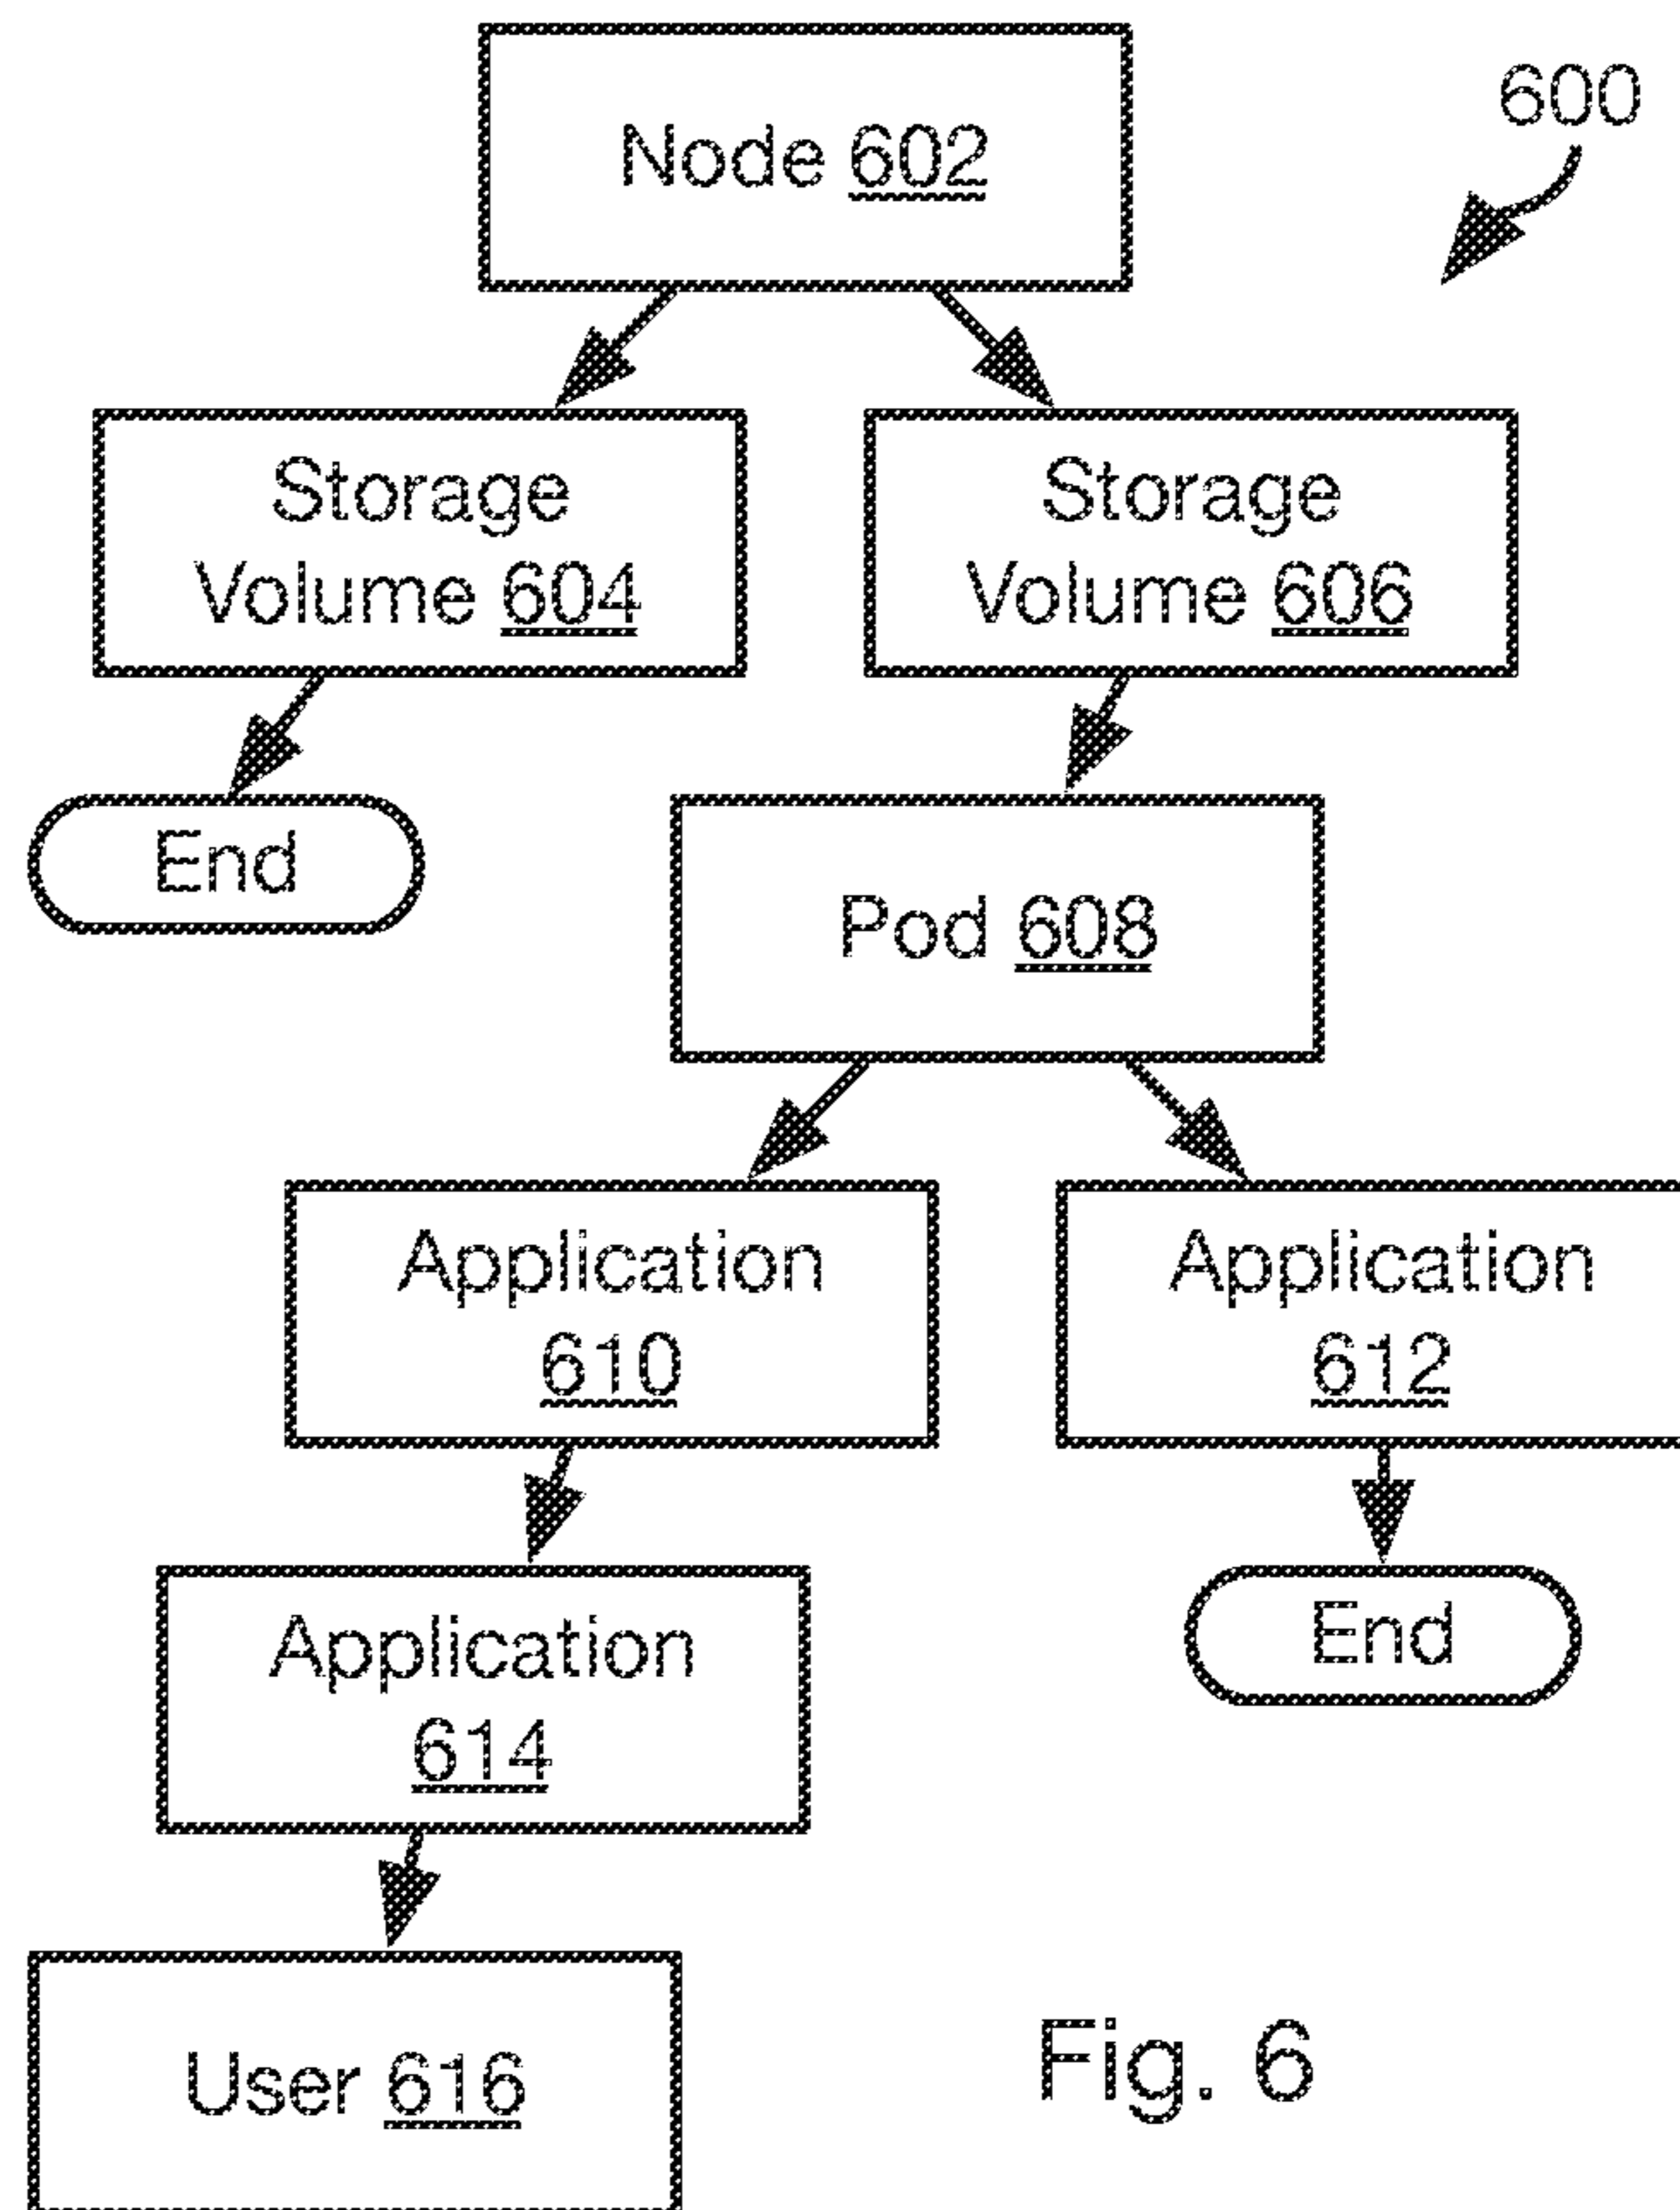 Node 602
600
Storage
Volume 604
Storage
Volume 606
End
Pod 608
Application
610
Application
612
Application
614
End
User 616
Fig. 6